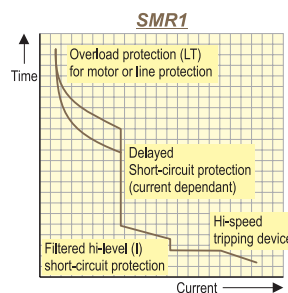 SMR1
Time
Overload protection (LT)
for motor or line protection
Delayed
Short-circuit protection
(current dependant)
Hi-speed
tripping device
Filtered hi-level (I)
short-circuit protection
Current